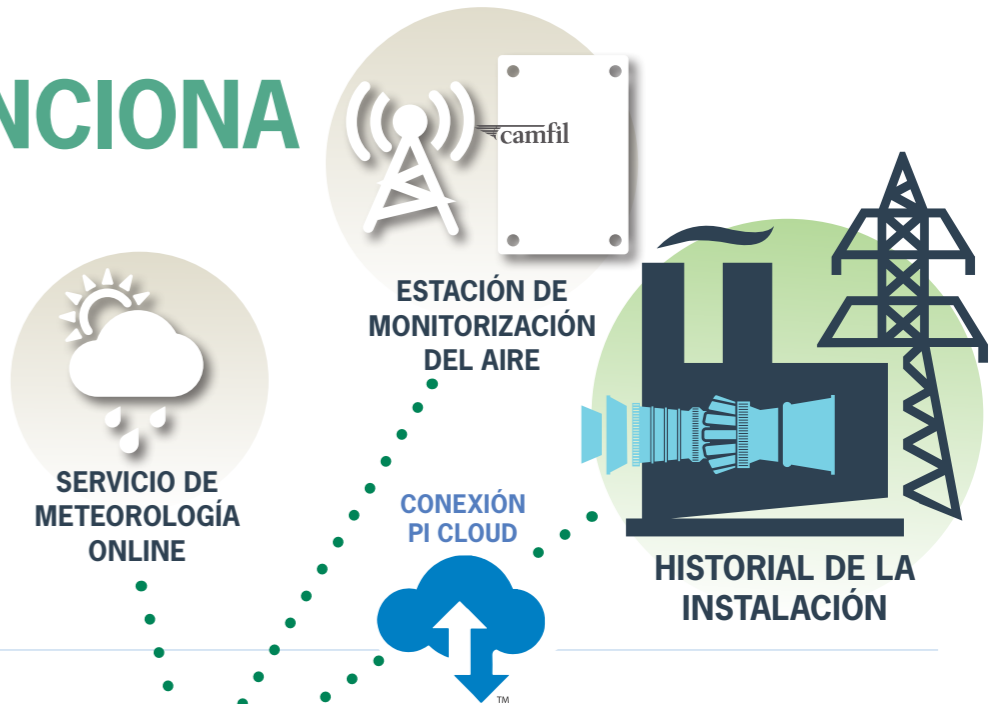 NCIONA
camfil
ESTACIÓN DE
MONITORIZACIÓN
DEL AIRE
SERVICIO DE
METEOROLOGÍA
ONLINE
CONEXIÓN
PI CLOUD
HISTORIAL DE LA
INSTALACIÓN
TM